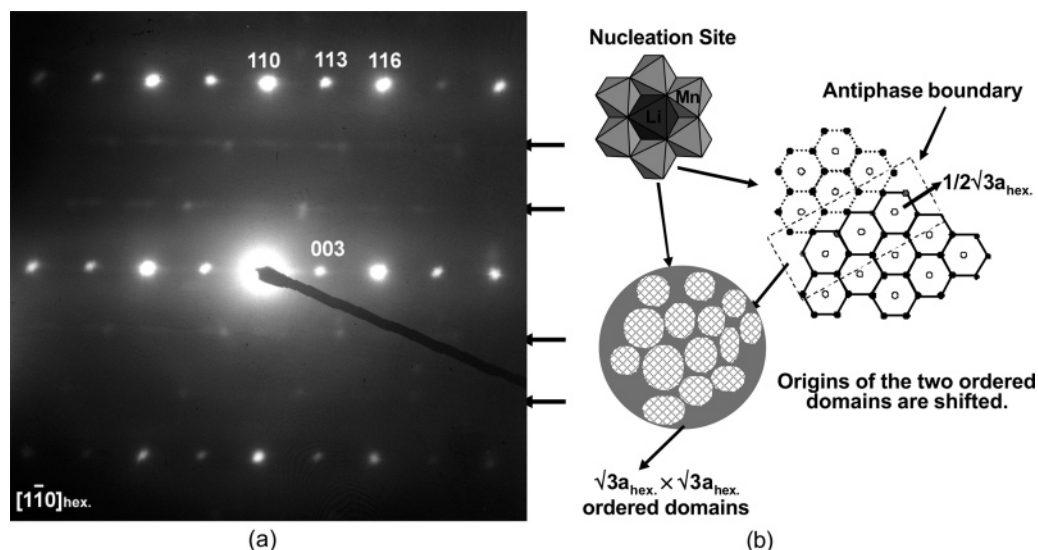 110 113 116
003
[11̄0]hex.
(a)
Nucleation Site
Mn
Li
Antiphase boundary
1/2√3ahex.
Origins of the two ordered
domains are shifted.
√3ahex. × √3ahex.
ordered domains
(b)